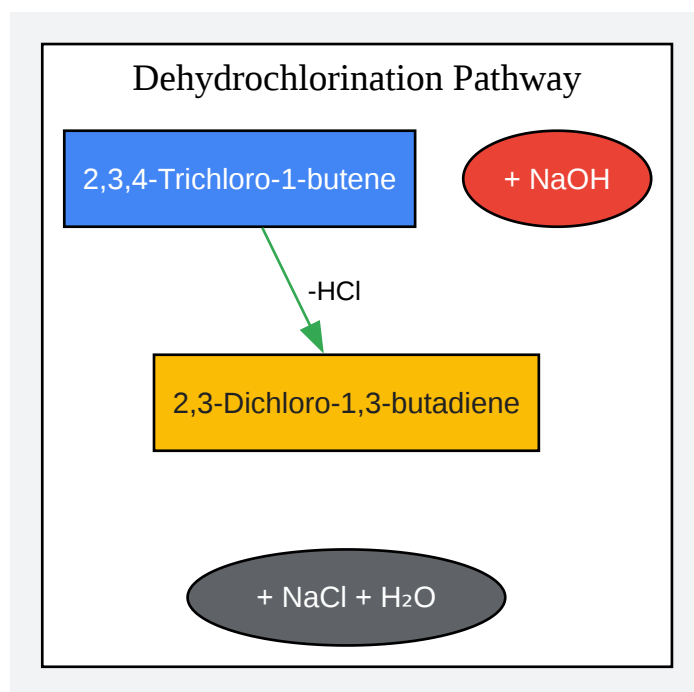 Dehydrochlorination Pathway
2,3,4-Trichloro-1-butene
+ NaOH
-HCl
2,3-Dichloro-1,3-butadiene
+ NaCl + H₂O